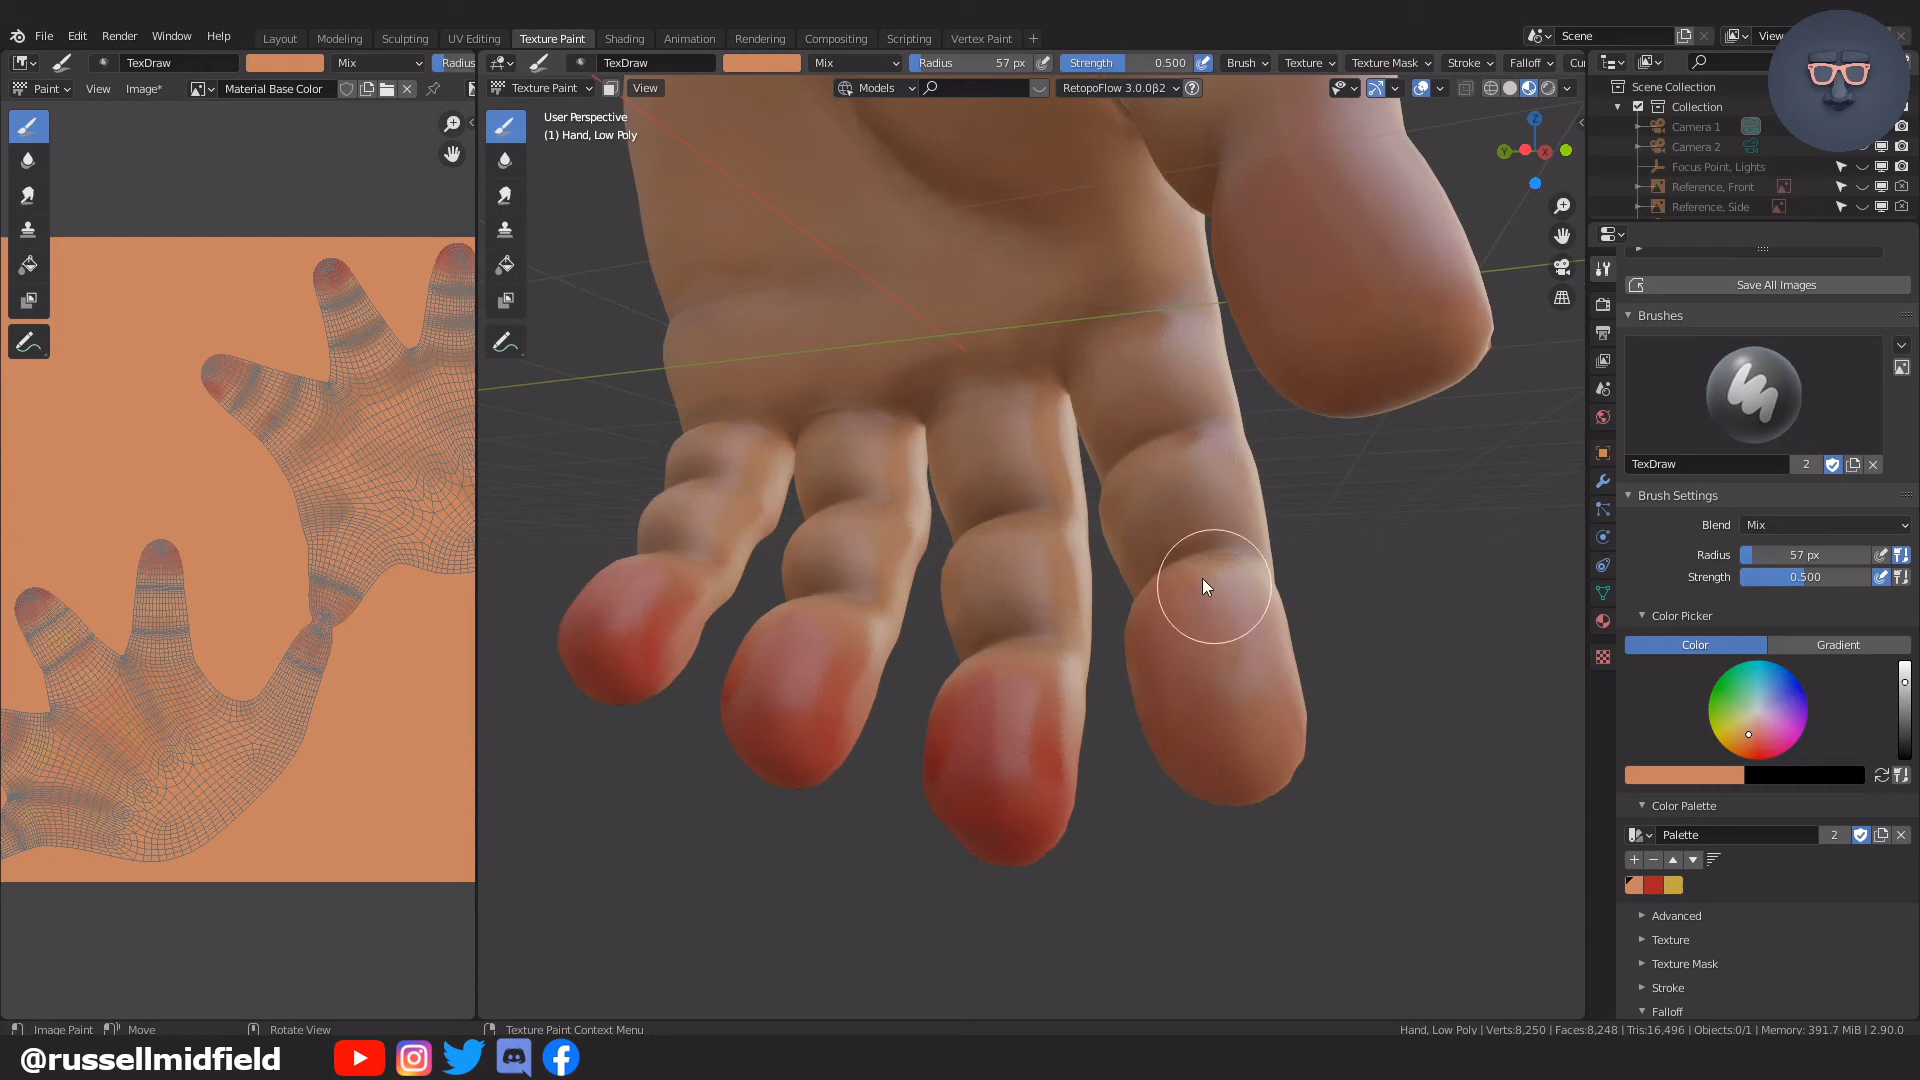 File Edit Render Window Help
Layout Modeling Sculpting UV Editing Texture Paint Shading Animation Rendering Compositing Scripting Vertex Paint +
Scene
View
TexDraw Mix Radius
TexDraw Mix Radius 57 px Strength 0.500 Brush Texture Texture Mask Stroke Falloff Cu
Paint View Image* Material Base Color
Texture Paint View Models RetopoFlow 3.0.0β2
User Perspective
(1) Hand, Low Poly
Z
Y
X
Scene Collection
Collection
Camera 1
Camera 2
Focus Point, Lights
Reference, Front
Reference, Side
Save All Images
Brushes
TexDraw 2
Brush Settings
Blend Mix
Radius 57 px
Strength 0.500
Color Picker
Color Gradient
Color Palette
Palette 2
Advanced
Texture
Texture Mask
Stroke
Falloff
Image Paint Move Rotate View Texture Paint Context Menu
Hand, Low Poly | Verts:8,250 | Faces:8,248 | Tris:16,496 | Objects:0/1 | Memory: 391.7 MiB | 2.90.0
@russellmidfield